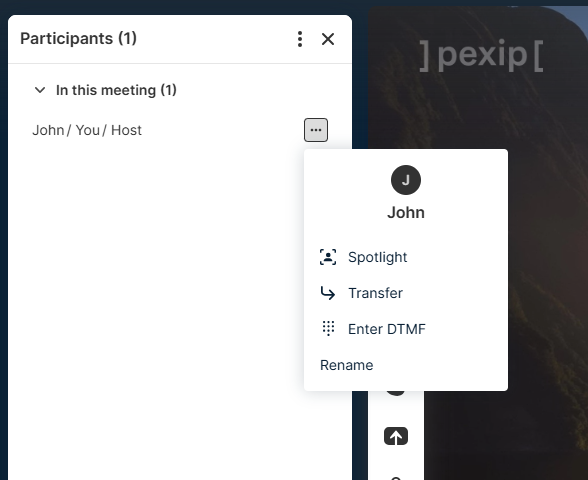 Participants (1)
In this meeting (1)
John / You / Host
]pexip[
J
John
Spotlight
Transfer
Enter DTMF
Rename